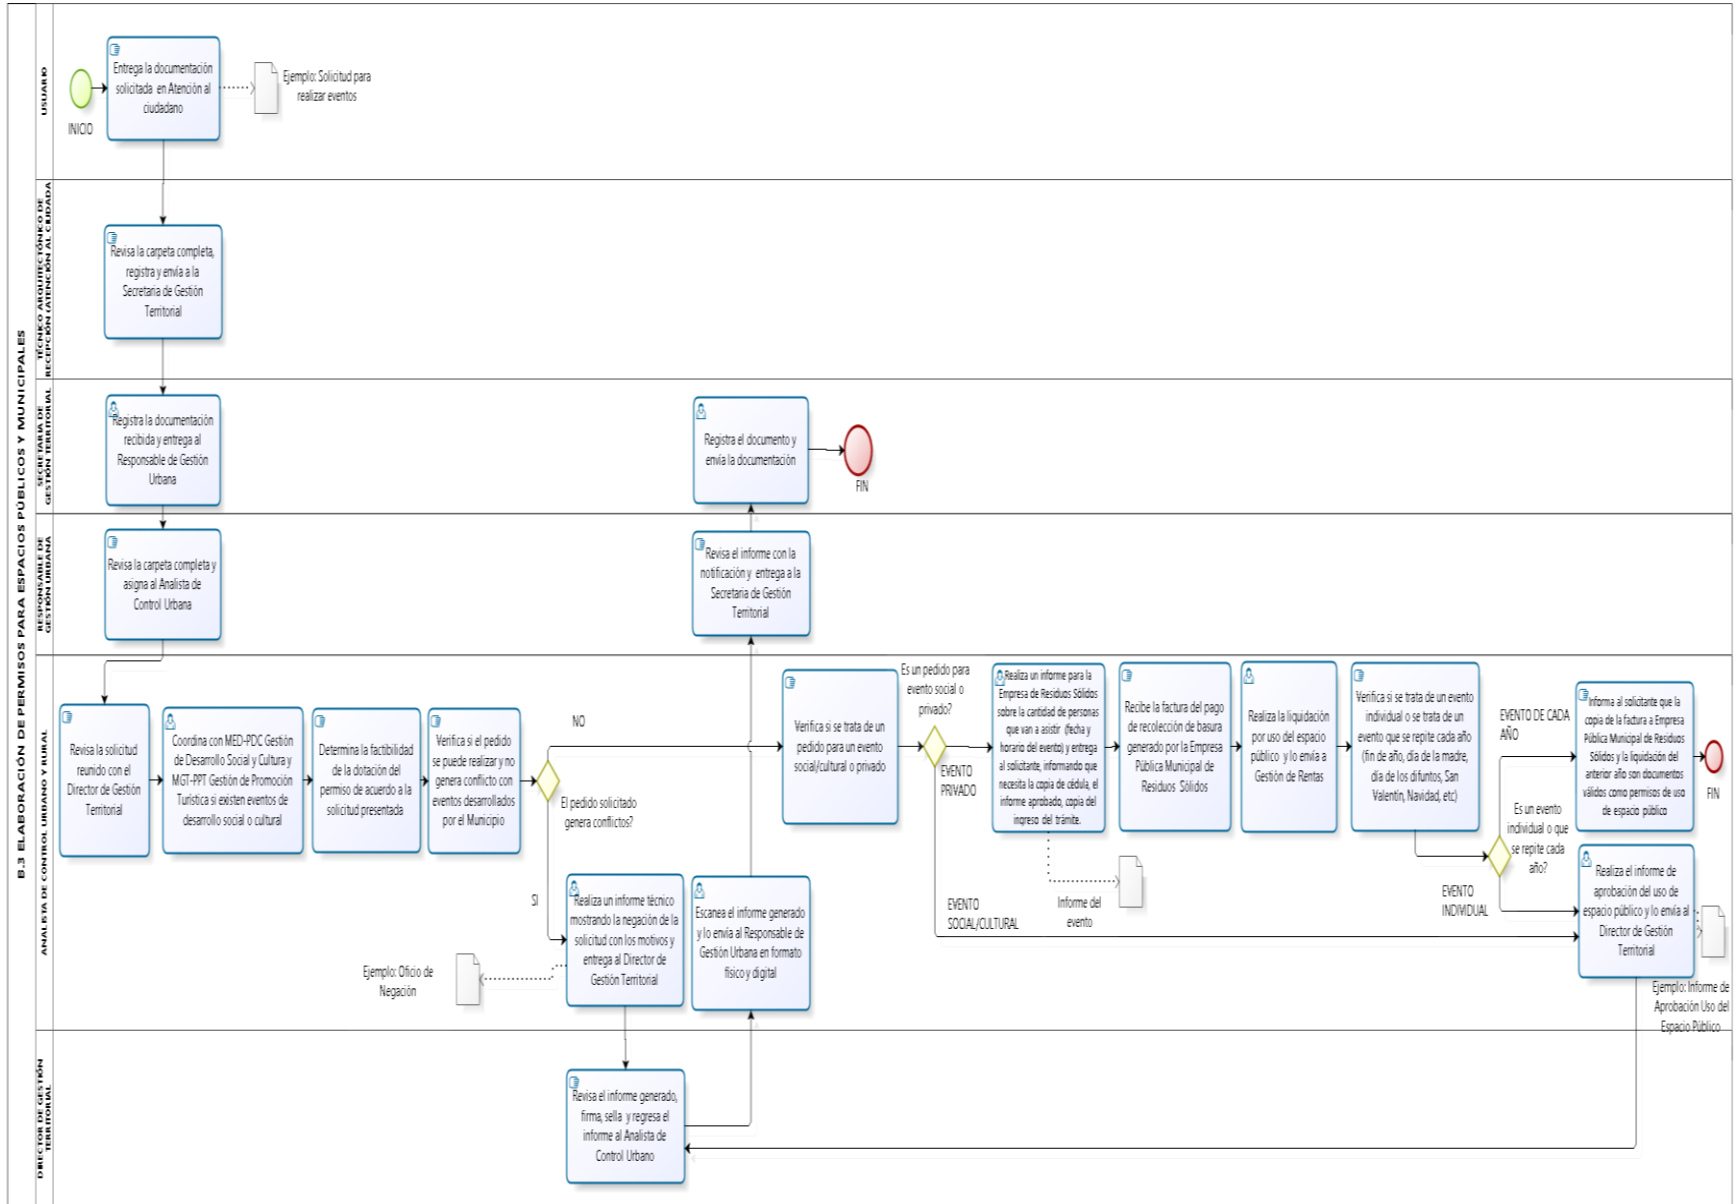 B.3 ELABORACIÓN DE PERMISOS PARA ESPACIOS PÚBLICOS Y MUNICIPALES
USUARIO
INICIO
Entrega la documentación
solicitada en Atención al
ciudadano
Ejemplo: Solicitud para
realizar eventos
TÉCNICO ARQUITECTÓNICO DE
RECEPCIÓN (ATENCIÓN AL CIUDADA
Revisa la carpeta completa,
registra y envía a la
Secretaria de Gestión
Territorial
SECRETARIA DE
GESTIÓN TERRITORIAL
Registra la documentación
recibida y entrega al
Responsable de Gestión
Urbana
Registra el documento y
envía la documentación
FIN
RESPONSABLE DE
GESTIÓN URBANA
Revisa la carpeta completa y
asigna al Analista de
Control Urbana
Revisa el informe con la
notificación y entrega a la
Secretaria de Gestión
Territorial
ANALISTA DE CONTROL URBANO Y RURAL
Revisa la solicitud
reunido con el
Director de Gestión
Territorial
Coordina con MED-PDC Gestión
de Desarrollo Social y Cultura y
MGT-PPT Gestión de Promoción
Turística si existen eventos de
desarrollo social o cultural
Determina la factibilidad
de la dotación del
permiso de acuerdo a la
solicitud presentada
Verifica si el pedido
se puede realizar y no
genera conflicto con
eventos desarrollados
por el Municipio
NO
El pedido solicitado
genera conflictos?
SI
Verifica si se trata de un
pedido para un evento
social/cultural o privado
Es un pedido para
evento social o
privado?
EVENTO
PRIVADO
EVENTO
SOCIAL/CULTURAL
Realiza un informe para la
Empresa de Residuos Sólidos
sobre la cantidad de personas
que van a asistir (fecha y
horario del evento) y entrega
al solicitante, informando que
necesita la copia de cédula, el
informe aprobado, copia del
ingreso del trámite.
Informe del
evento
Recibe la factura del pago
de recolección de basura
generado por la Empresa
Pública Municipal de
Residuos Sólidos
Realiza la liquidación
por uso del espacio
público y lo envía a
Gestión de Rentas
Verifica si se trata de un evento
individual o se trata de un
evento que se repite cada año
(fin de año, día de la madre,
día de los difuntos, San
Valentín, Navidad, etc)
EVENTO DE CADA
AÑO
Es un evento
individual o que
se repite cada
año?
EVENTO
INDIVIDUAL
Informa al solicitante que la
copia de la factura a Empresa
Pública Municipal de Residuos
Sólidos y la liquidación del
anterior año son documentos
válidos como permisos de uso
de espacio público
FIN
Realiza el informe de
aprobación del uso de
espacio público y lo envía al
Director de Gestión
Territorial
Ejemplo: Informe de
Aprobación Uso del
Espacio Público
Realiza un informe técnico
mostrando la negación de la
solicitud con los motivos y
entrega al Director de
Gestión Territorial
Ejemplo: Oficio de
Negación
Escanea el informe generado
y lo envía al Responsable de
Gestión Urbana en formato
físico y digital
DIRECTOR DE GESTIÓN
TERRITORIAL
Revisa el informe generado,
firma, sella y regresa el
informe al Analista de
Control Urbano